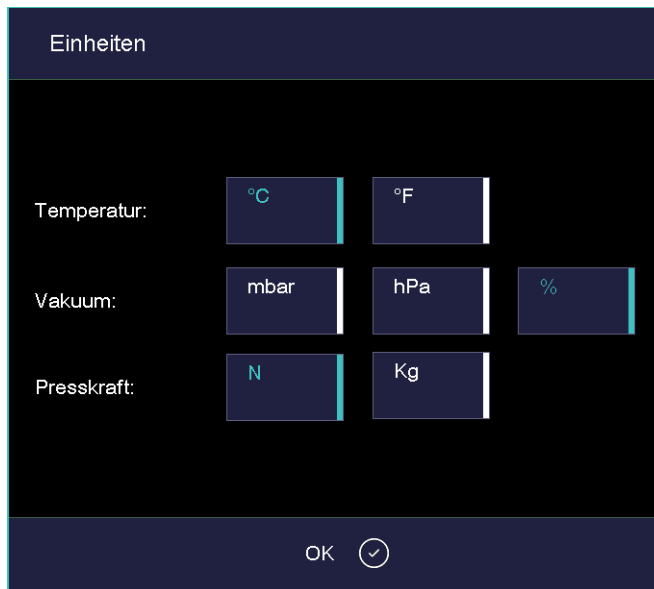 Einheiten
Temperatur: °C °F
Vakuum: mbar hPa %
Presskraft: N Kg
OK